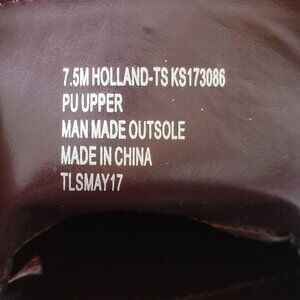 7.5M HOLLAND-TS KS173086
PU UPPER
MAN MADE OUTSOLE
MADE IN CHINA
TLSMAY17